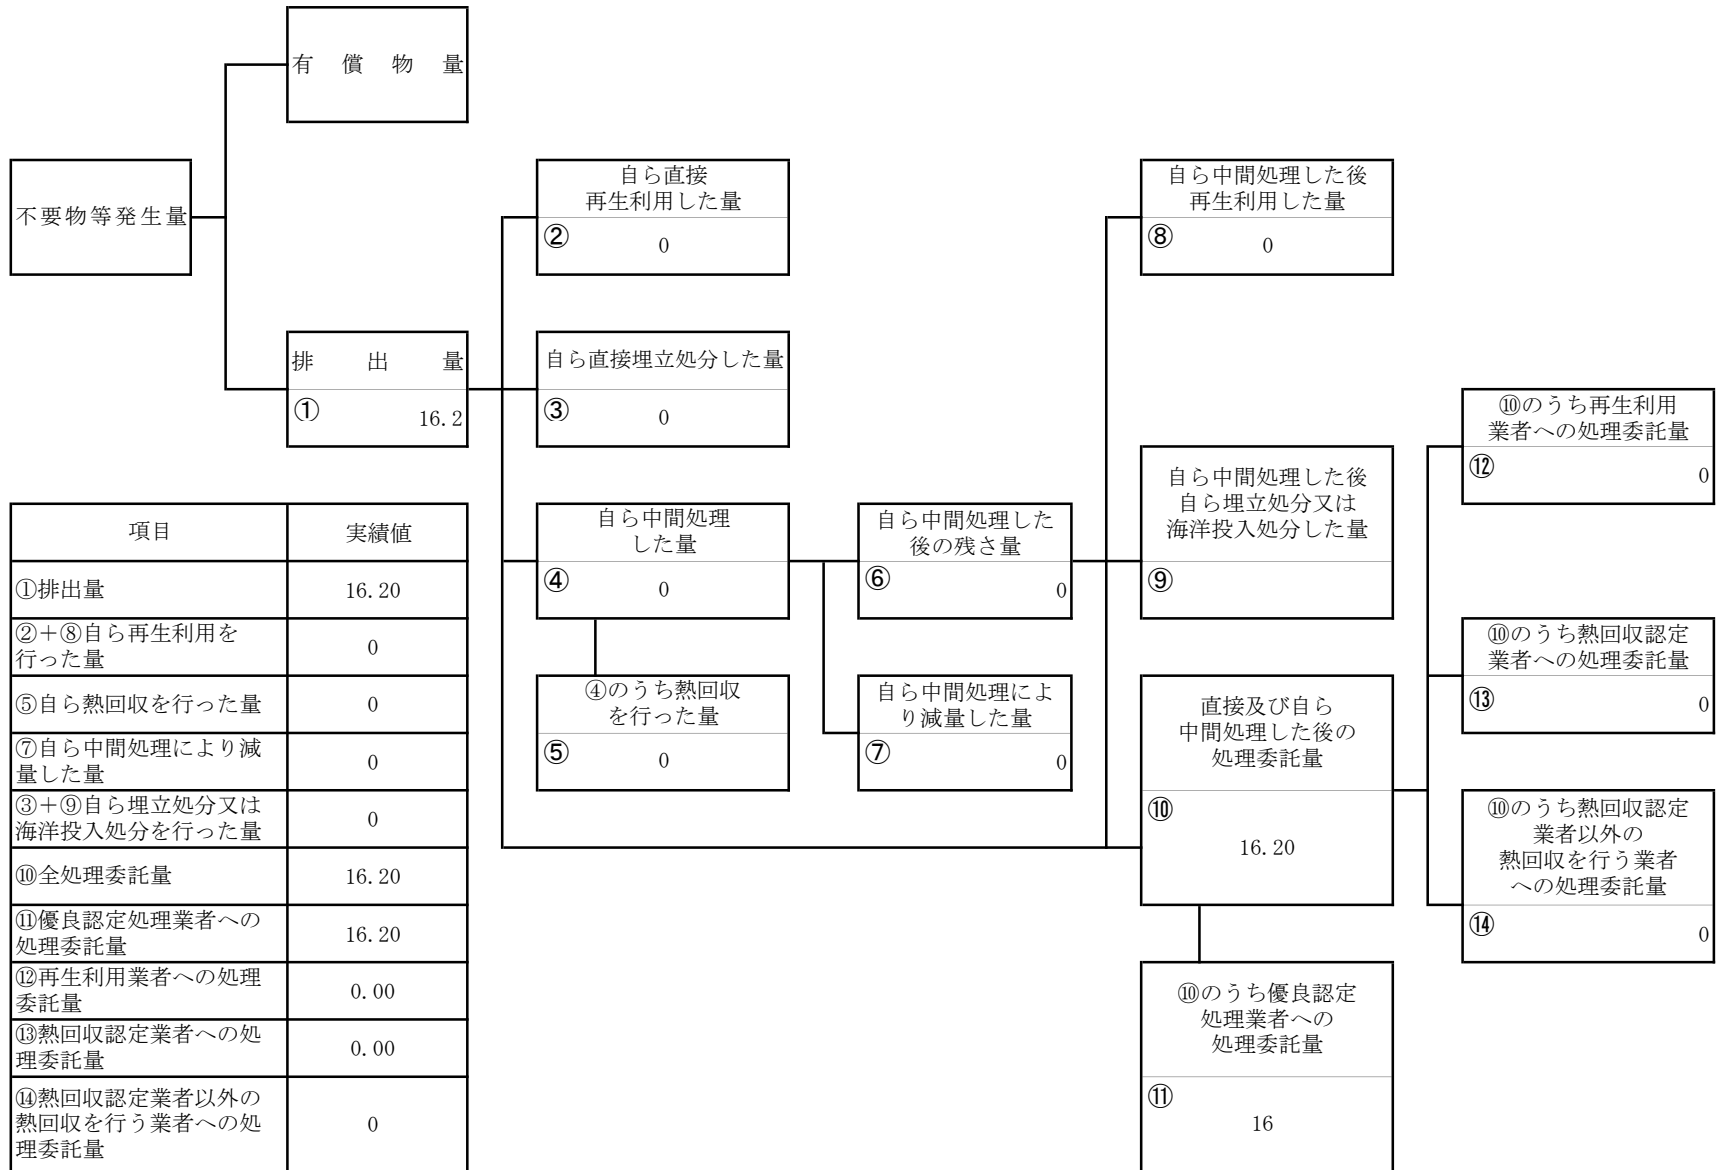 有償物量
不要物等発生量
排出量
①
16.2
自ら直接
再生利用した量
②
0
自ら直接埋立処分した量
③
0
自ら中間処理
した量
④
0
④のうち熱回収
を行った量
⑤
0
自ら中間処理した
後の残さ量
⑥
0
自ら中間処理によ
り減量した量
⑦
0
自ら中間処理した後
再生利用した量
⑧
0
自ら中間処理した後
自ら埋立処分又は
海洋投入処分した量
⑨
直接及び自ら
中間処理した後の
処理委託量
⑩
16.20
⑩のうち優良認定
処理業者への
処理委託量
⑪
16
⑩のうち再生利用
業者への処理委託量
⑫
0
⑩のうち熱回収認定
業者への処理委託量
⑬
0
⑩のうち熱回収認定
業者以外の
熱回収を行う業者
への処理委託量
⑭
0
項目 実績値
①排出量 16.20
②＋⑧自ら再生利用を
行った量
0
⑤自ら熱回収を行った量 0
⑦自ら中間処理により減
量した量
0
③＋⑨自ら埋立処分又は
海洋投入処分を行った量
0
⑩全処理委託量 16.20
⑪優良認定処理業者への
処理委託量
16.20
⑫再生利用業者への処理
委託量
0.00
⑬熱回収認定業者への処
理委託量
0.00
⑭熱回収認定業者以外の
熱回収を行う業者への処
理委託量
0